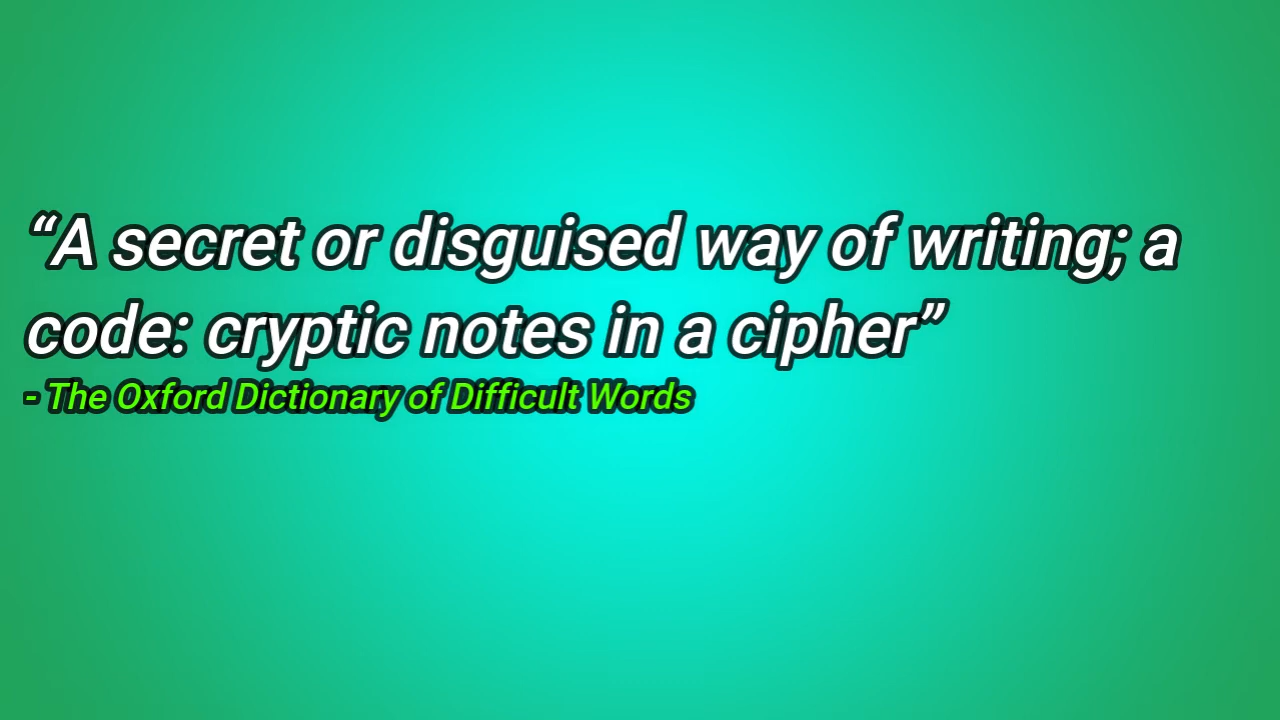 “A secret or disguised way of writing; a
code: cryptic notes in a cipher”
- The Oxford Dictionary of Difficult Words